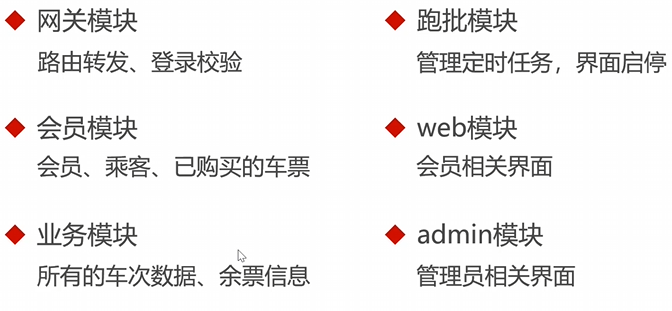 网关模块
路由转发、登录校验
会员模块
会员、乘客、已购买的车票
业务模块
所有的车次数据、余票信息
跑批模块
管理定时任务，界面启停
web模块
会员相关界面
admin模块
管理员相关界面